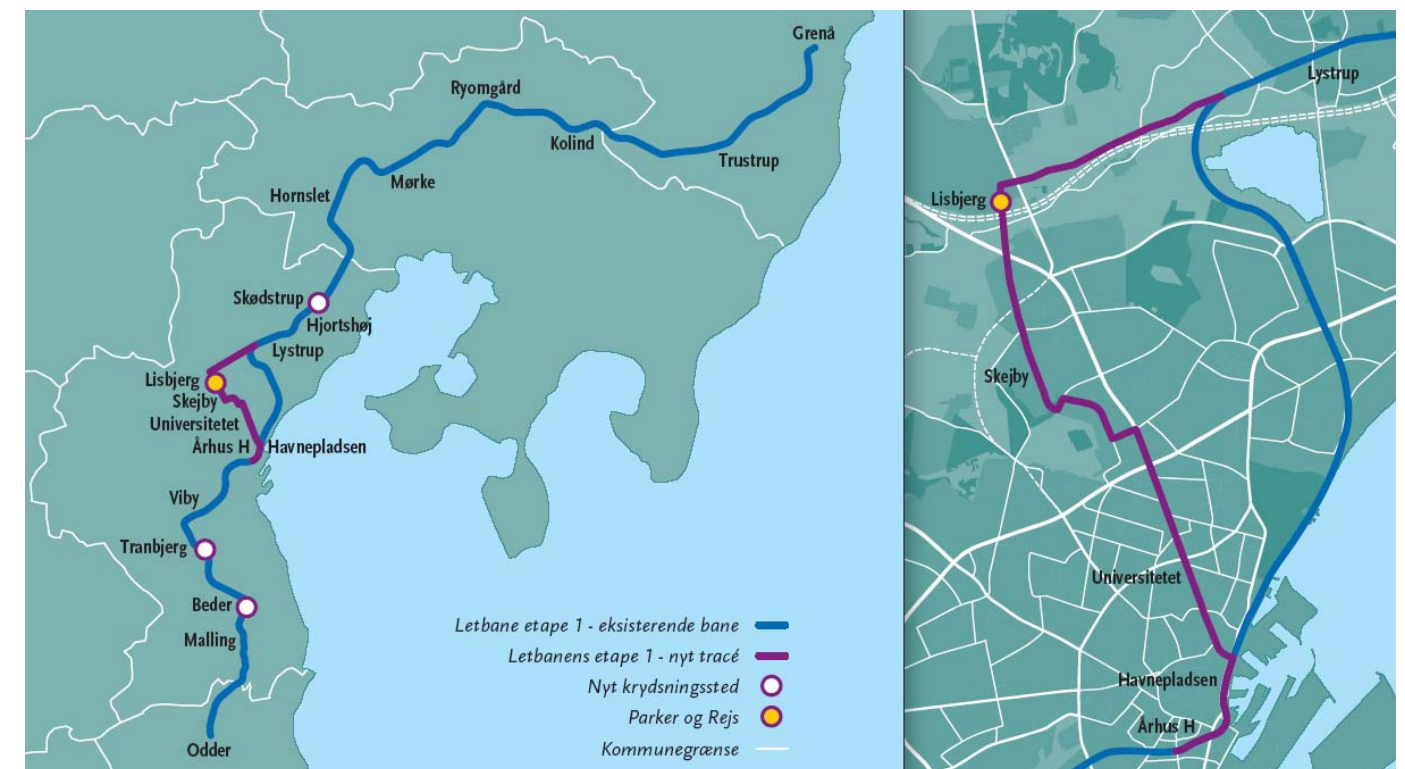 Grenå
Ryomgård
Kolind
Trustrup
Mørke
Hornslet
Skødstrup
Hjortshøj
Lystrup
Lisbjerg
Skejby
Universitetet
Århus H
Havnepladsen
Viby
Tranbjerg
Beder
Malling
Odder
Letbane etape 1 - eksisterende bane
Letbanens etape 1 - nyt tracé
Nyt krydsningssted
Parker og Rejs
Kommunegrænse
Lystrup
Lisbjerg
Skejby
Universitetet
Havnepladsen
Århus H